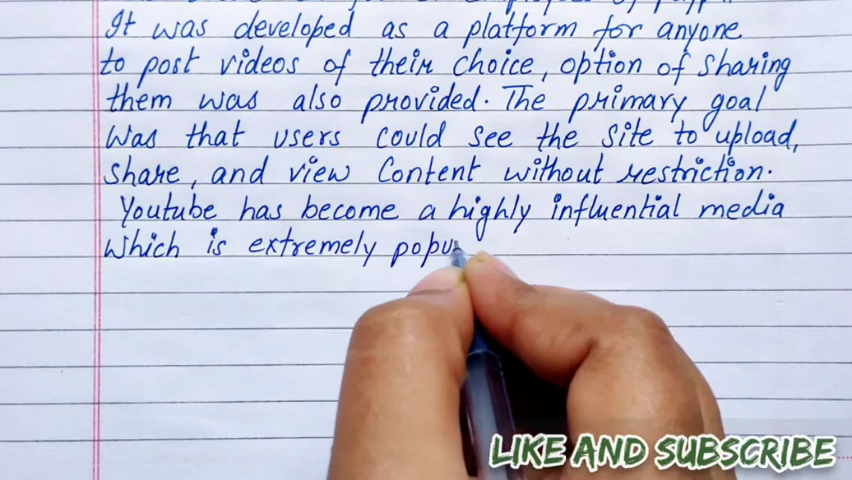 It was developed as a platform for anyone
to post videos of their choice, option of sharing
them was also provided. The primary goal
was that users could see the site to upload,
share, and view content without restriction.
Youtube has become a highly influential media
which is extremely popu
LIKE AND SUBSCRIBE